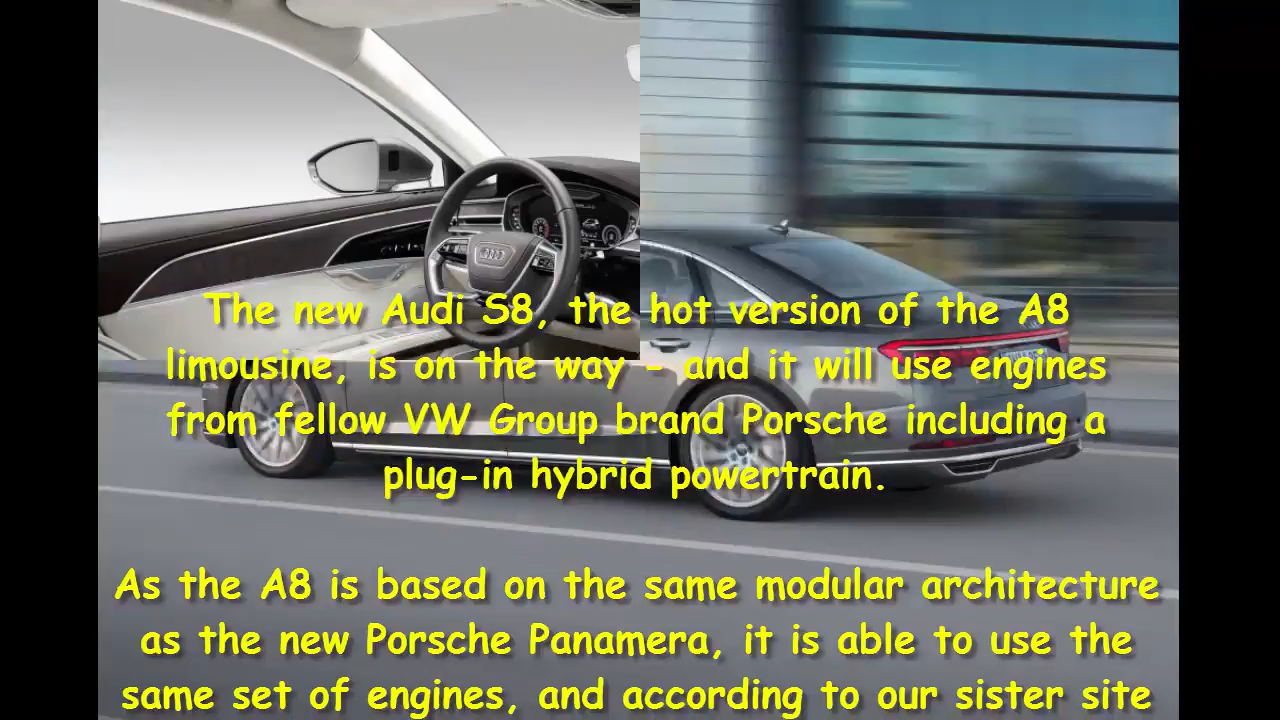 The new Audi S8, the hot version of the A8
limousine, is on the way - and it will use engines
from fellow VW Group brand Porsche including a
plug-in hybrid powertrain.
As the A8 is based on the same modular architecture
as the new Porsche Panamera, it is able to use the
same set of engines, and according to our sister site